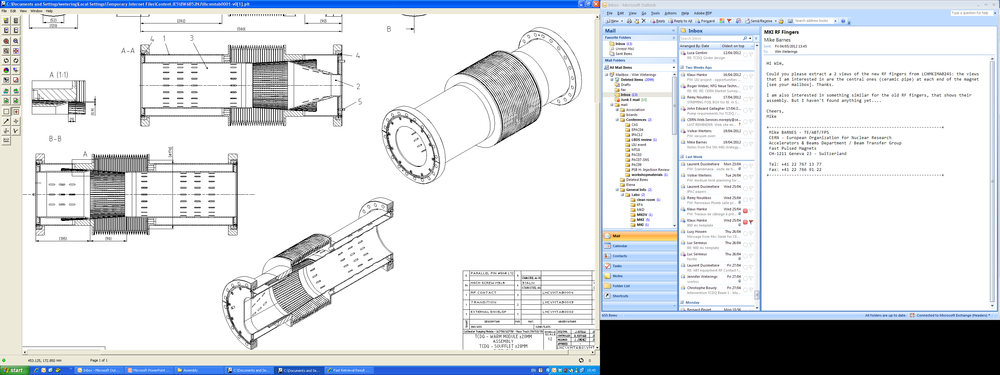 C:\Documents and Settings\wetering\Local Settings\Temporary Internet Files\Content.IE5\8W6B52NJ\lhcvmtab0001-v0[1].plt
File Edit View Window Help
(52)
(120)
(202)
(92)
(500)
B
A-A
4
1
3
4
2
5
A (1:1)
(0.9)
(9)
B-B
A
(ϕ170)
(135)
(90)
2 PARALLEL PIN ϕ5h8 L12 5
STAIN.STEEL A4-70
HSCH SCREW M3x8 4 316LN
STAIN.STEEL A4
1 RF CONTACT 3 LHCVMTAB0004
1 TRANSITION 2 LHCVMTAB0003
1 EXTERNAL ENVELOP 1 LHCVMTAB0002
QUANT. DESCRIPTION POS MAT. OBSERVATIONS
ENS/ASS S.ENS/S.ASS
Collimator Pumping Module - QCF150/QCF150 - Race Track (110/52)/110
TCDQ - WARM MODULE ±20MM
ASSEMBLY
TCDQ - SOUFFLET ±20MM
ECHELLE
SCALE
1:2
DES/DRA. J.KOTULA
CONTROLLED B.RIFFAUD
RELEASED J.JIMENEZ
APPROVED -
LHC\VMTABQ\VMT
453.125, 172.850 mm Page 1 of 1 0
start
Inbox - Microsoft Out...
Microsoft PowerPoint ...
Assembly
C:\Documents and Se...
C:\Documents and Se...
Fast Retrieval Result ...
EN
15:45
Inbox - Microsoft Outlook
File Edit View Go Tools Actions Help Adobe PDF
Type a question for help
New Reply Reply to All Forward Send/Receive Search address books
Mail
Favorite Folders
Inbox (13)
Unread Mail
Sent Items
Mail Folders
All Mail Items
Mailbox - Wim Weterings
Deleted Items (2099)
Drafts
fax
Inbox (13)
Junk E-mail [15]
mail
Association
boards
Conferences (2)
CAS
EPAC04
IPAC12
LBDS review (1)
LIU event
MT18
PAC03
PAC07-SNS
PAC09
PSB H- Injection Review
workshopmaterials (1)
Deleted Items
Elena
General Info (2)
Labo (2)
clean room (1)
KFA
MKD
MKDV (1)
MKE (5)
MKI (1)
Mail
Calendar
Contacts
Tasks
Notes
Folder List
Shortcuts
Inbox
Search Inbox
Arranged By: Date Oldest on top
Luca Gentini 12/04/2012
RE: TCDQ Girder design
Two Weeks Ago
Klaus Hanke 16/04/2012
FW: LIU project - opportunities ...
Roger Weber, NTG Neue Techn...
RE: RE: RE: CERN Market Survey:...
Remy Noulibos 17/04/2012
STRIPPING FOIL BOX for BI in S...
John Edward Gallagher 17/04/2...
Pump requirements for TCDQ / ...
CERN.Web.Services-noreply@ce...
LAST REMINDER: Web site mi...
Volker Mertens 19/04/2012
FW: vacuum oven
Mike Barnes 19/04/2012
Notes from the 5th MKI strategy...
Last Week
Laurent Ducimetiere Mon 23/04
FW: Scandinavia - visite de fi...
Volker Mertens Tue 24/04
FW: medium term planning for ...
Laurent Ducimetiere Wed 25/04
IPAC papers
Remy Noulibos Wed 25/04
FW: Panneaux Plomb salle pr...
Klaus Hanke Wed 25/04
FW: Travaux de câblage à pré...
Klaus Hanke Wed 25/04
900 ms template
Lucy Howen Thu 26/04
Message from Mrs Slade for CE...
Luc Sermeus Thu 26/04
RE: 900 ms template
Luc Sermeus Thu 26/04
ferrite
Laurent Ducimetiere Fri 27/04
RE: ABT equipment RF Contact f...
Jennifer Weterings Fri 27/04
useless
Christophe Boucly Fri 27/04
Intervention TCDQ Beam 1 - Mo...
Monday
Bernard Pinget Mon 10:56
MKI RF Fingers
Mike Barnes
Sent: Fri 04/05/2012 13:45
To: Wim Weterings
Hi Wim,
Could you please extract a 2 views of the new RF fingers from LCHMKIMA0245: the views
that I am interested in are the central ones (ceramic pipe) at each end of the magnet
[see your mailbox]. Thanks.
I am also interested in something similar for the old RF fingers, that shows their
assembly. But I haven't found anything yet....
Cheers,
Mike
+------------------------------------------------------------------+
Mike BARNES - TE/ABT/FPS
CERN - European Organization for Nuclear Research
Accelerators & Beams Department / Beam Transfer Group
Fast Pulsed Magnets
CH-1211 Geneva 23 - Switzerland
Tel: +41 22 767 13 77
Fax: +41 22 766 91 22
+------------------------------------------------------------------+
655 Items
All folders are up to date. Connected to Microsoft Exchange (Headers)